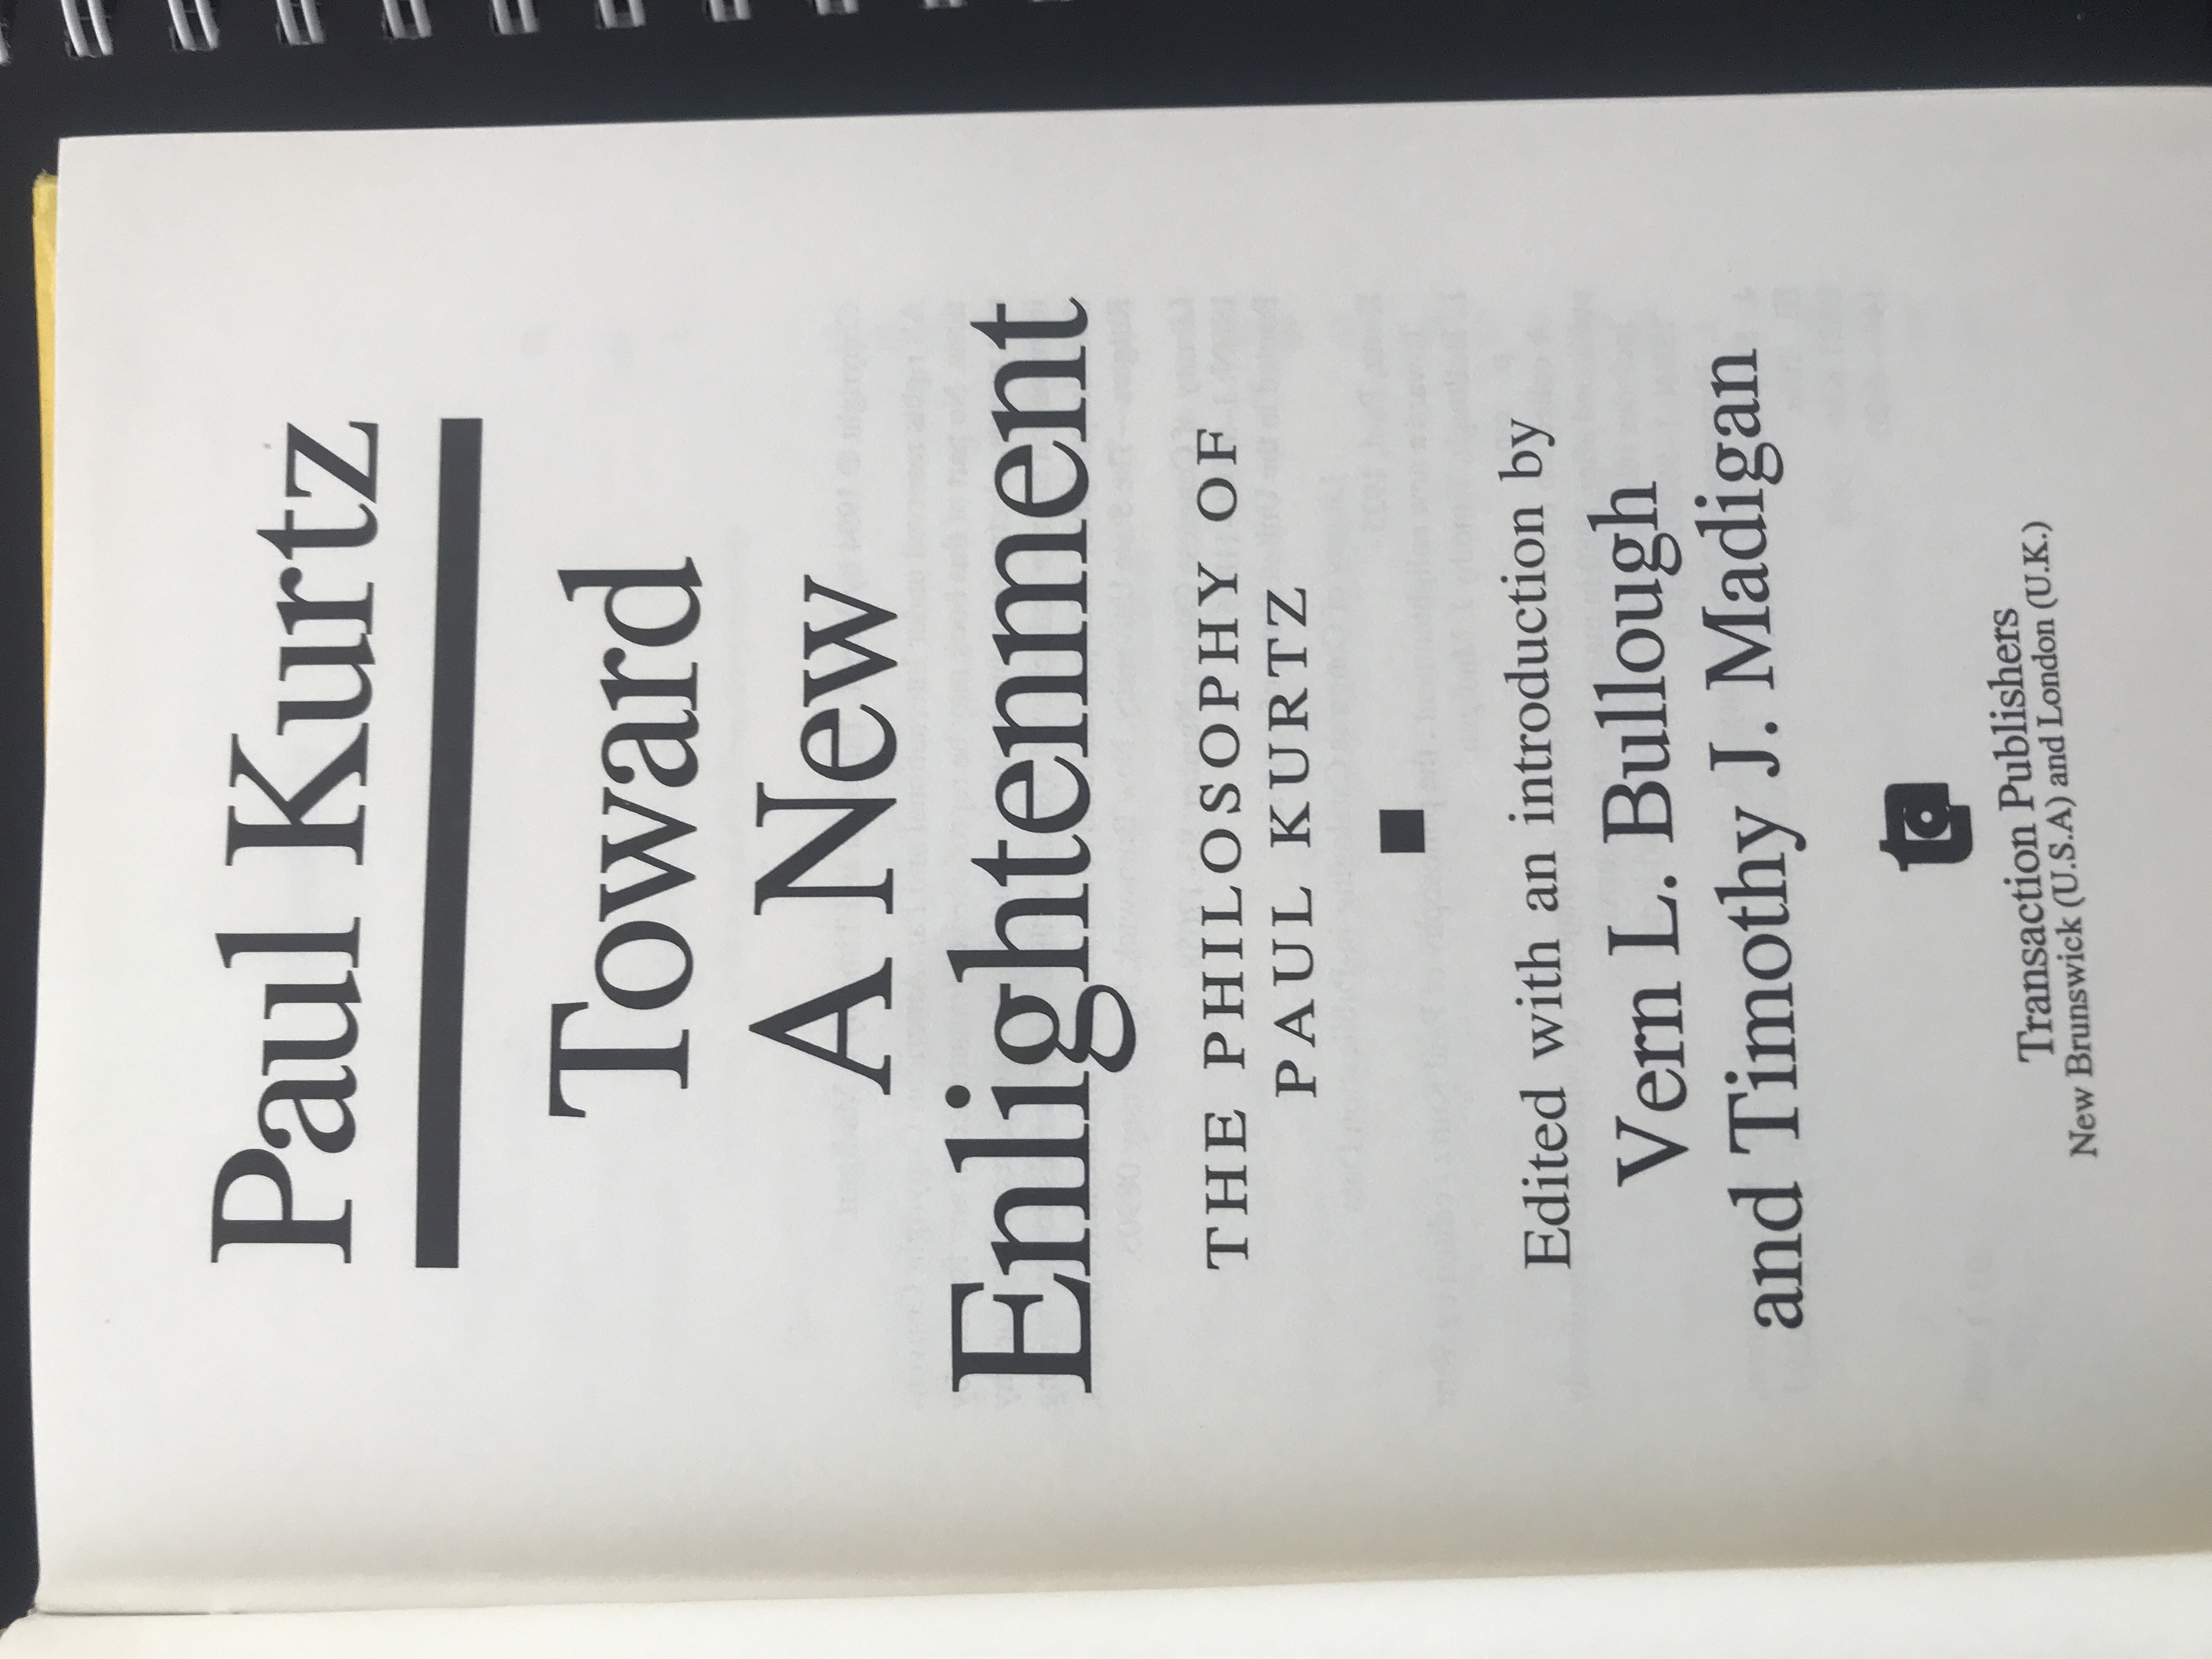 Paul Kurtz
Toward
A New
Enlightenment
THE PHILOSOPHY OF
PAUL KURTZ
Edited with an introduction by
Vern L. Bullough
and Timothy J. Madigan
Transaction Publishers
New Brunswick (U.S.A) and London (U.K.)